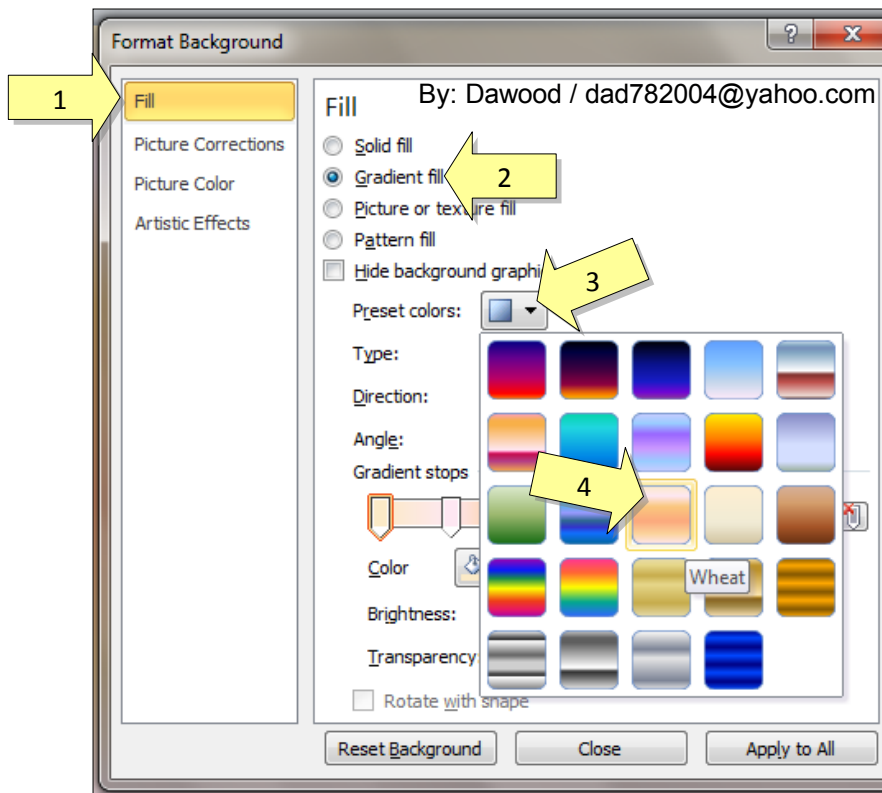 Format Background
1
Fill
Picture Corrections
Picture Color
Artistic Effects
By: Dawood / dad782004@yahoo.com
Fill
Solid fill
Gradient fill
2
Picture or texture fill
Pattern fill
Hide background graphi
3
Preset colors:
Type:
Direction:
Angle:
Gradient stops
4
Color
Wheat
Brightness:
Transparency:
Rotate with shape
Reset Background
Close
Apply to All